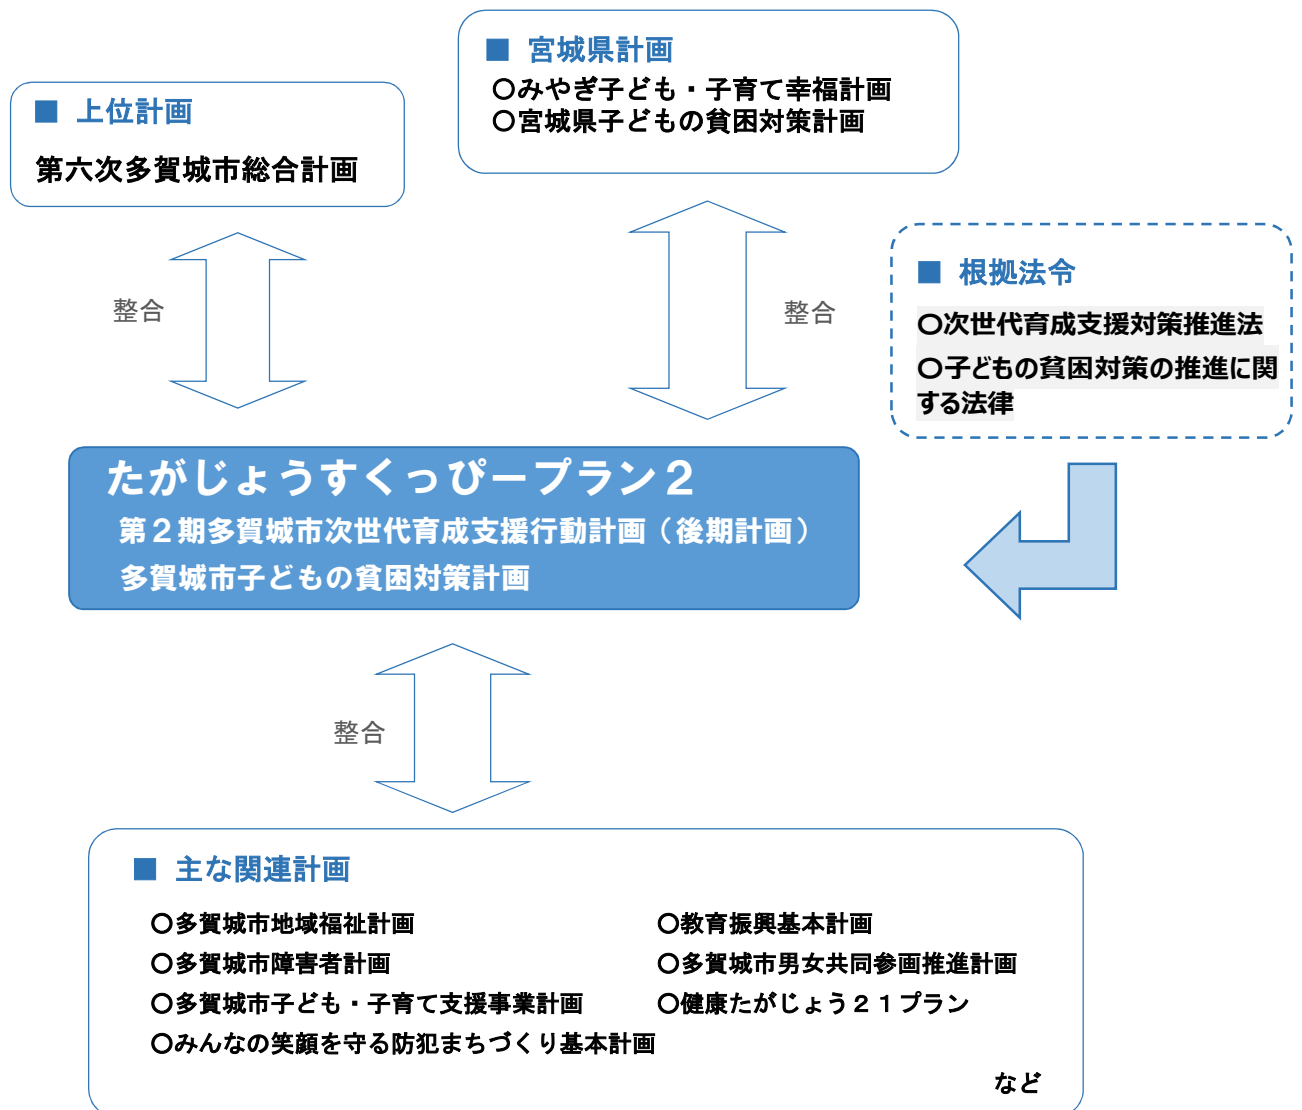 ■ 宮城県計画
〇みやぎ子ども・子育て幸福計画
〇宮城県子どもの貧困対策計画
■ 上位計画
第六次多賀城市総合計画
整合
整合
■ 根拠法令
〇次世代育成支援対策推進法
〇子どもの貧困対策の推進に関
する法律
たがじょうすくっぴープラン２
第２期多賀城市次世代育成支援行動計画（後期計画）
多賀城市子どもの貧困対策計画
整合
■ 主な関連計画
〇多賀城市地域福祉計画
〇多賀城市障害者計画
〇多賀城市子ども・子育て支援事業計画
〇みんなの笑顔を守る防犯まちづくり基本計画
〇教育振興基本計画
〇多賀城市男女共同参画推進計画
〇健康たがじょう２１プラン
など